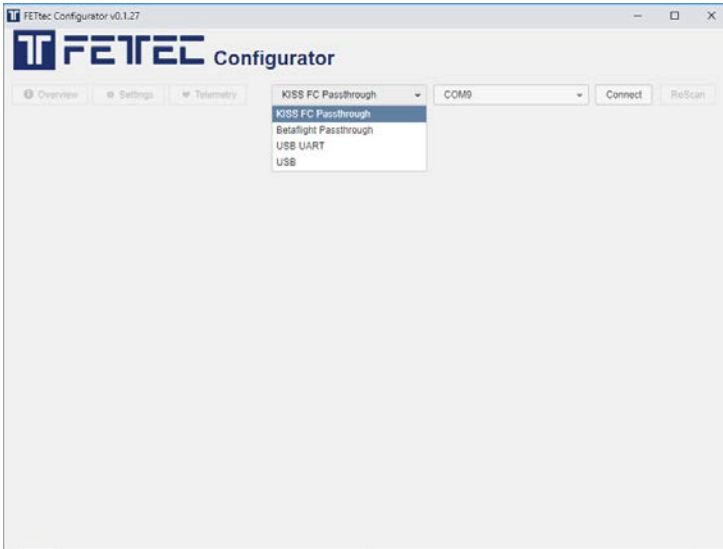 FETtec Configurator v0.1.27
FETTEC Configurator
Overview Settings Telemetry KISS FC Passthrough COM9 Connect ReScan
KISS FC Passthrough
Betaflight Passthrough
USB UART
USB